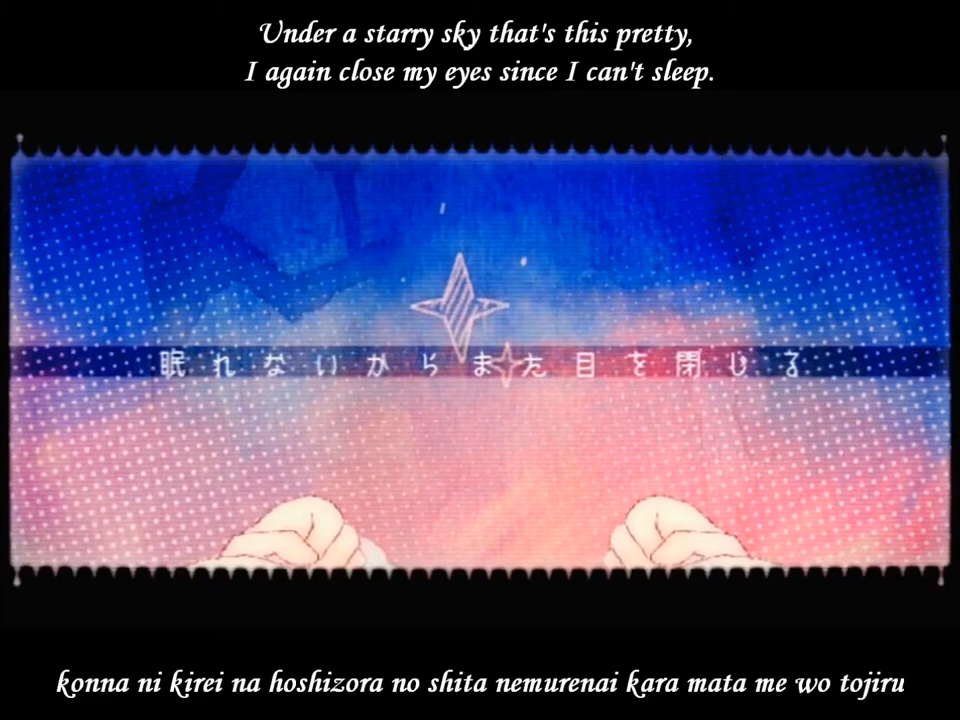 Under a starry sky that's this pretty,
I again close my eyes since I can't sleep.
眠れないからまた目を閉じる
konna ni kirei na hoshizora no shita nemurenai kara mata me wo tojiru